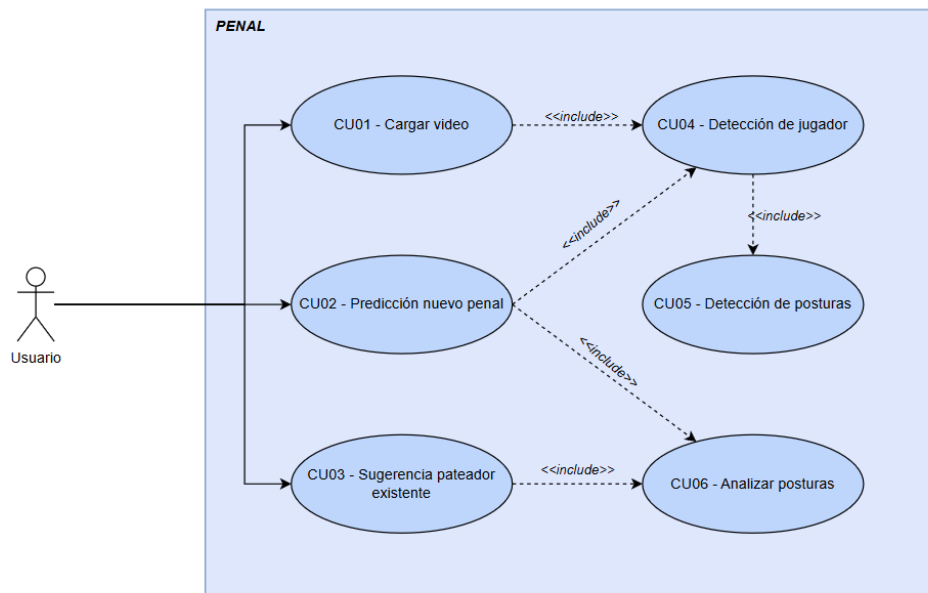 PENAL
CU01 - Cargar video
<<include>>
CU04 - Detección de jugador
<<include>>
<<include>>
CU02 - Predicción nuevo penal
CU05 - Detección de posturas
Usuario
<<include>>
CU03 - Sugerencia pateador
existente
<<include>>
CU06 - Analizar posturas